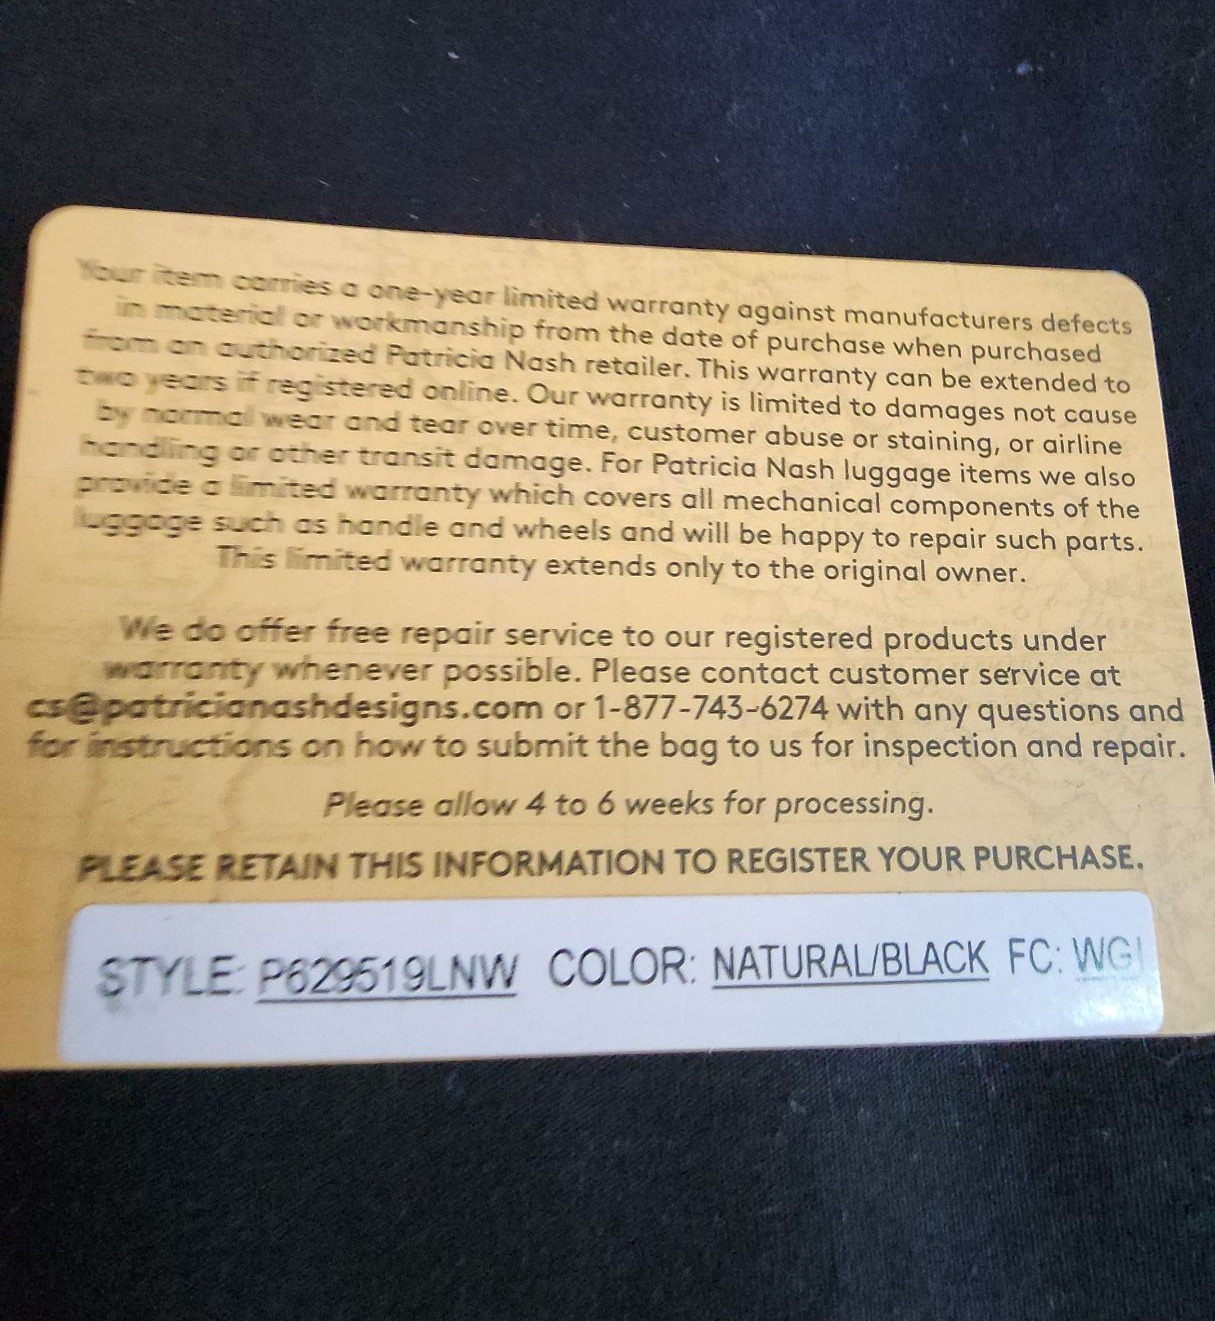 Your item carries a one-year limited warranty against manufacturers defects
in material or workmanship from the date of purchase when purchased
from an authorized Patricia Nash retailer. This warranty can be extended to
two years if registered online. Our warranty is limited to damages not cause
by normal wear and tear over time, customer abuse or staining, or airline
handling or other transit damage. For Patricia Nash luggage items we also
provide a limited warranty which covers all mechanical components of the
luggage such as handle and wheels and will be happy to repair such parts.
This limited warranty extends only to the original owner.
We do offer free repair service to our registered products under
warranty whenever possible. Please contact customer service at
cs@patricianashdesigns.com or 1-877-743-6274 with any questions and
for instructions on how to submit the bag to us for inspection and repair.
Please allow 4 to 6 weeks for processing.
PLEASE RETAIN THIS INFORMATION TO REGISTER YOUR PURCHASE.
STYLE: P629519LNW COLOR: NATURAL/BLACK FC: